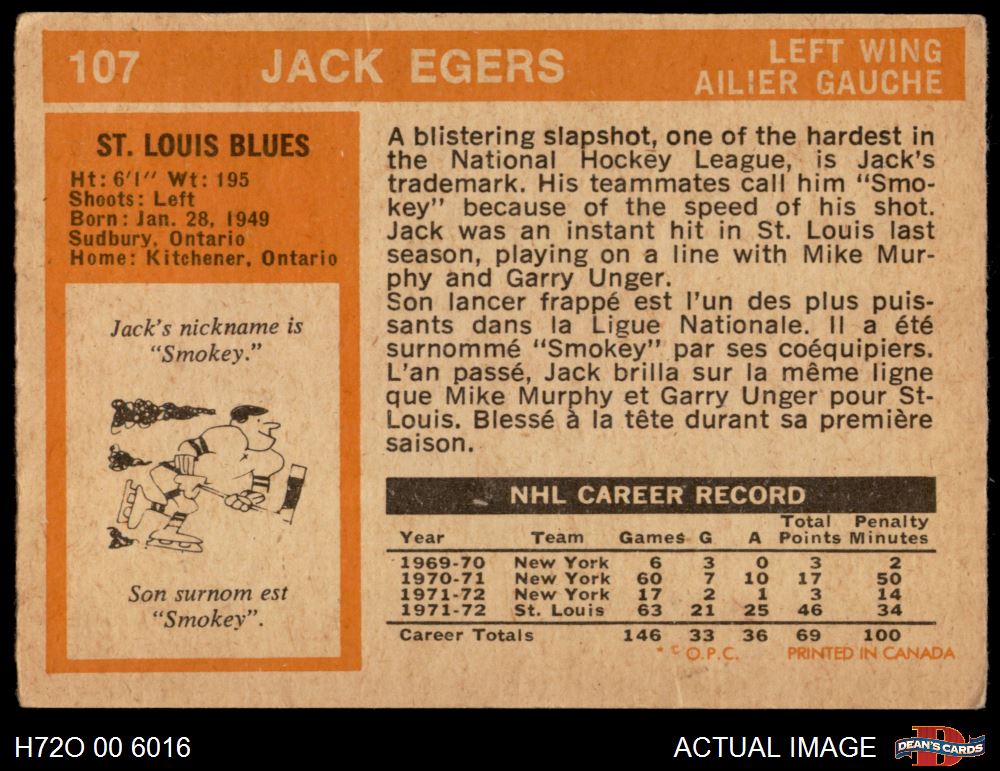 107
JACK EGERS
LEFT WING
AILIER GAUCHE
ST. LOUIS BLUES
Ht: 6'1" Wt: 195
Shoots: Left
Born: Jan. 28, 1949
Sudbury, Ontario
Home: Kitchener, Ontario
Jack's nickname is
"Smokey."
Son surnom est
"Smokey".
A blistering slapshot, one of the hardest in
the National Hockey League, is Jack's
trademark. His teammates call him "Smo-
key" because of the speed of his shot.
Jack was an instant hit in St. Louis last
season, playing on a line with Mike Mur-
phy and Garry Unger.
Son lancer frappé est l'un des plus puis-
sants dans la Ligue Nationale. Il a été
surnommé "Smokey" par ses coéquipiers.
L'an passé, Jack brilla sur la même ligne
que Mike Murphy et Garry Unger pour St-
Louis. Blessé à la tête durant sa première
saison.
NHL CAREER RECORD
Year Team Games G A Total Points Penalty Minutes
1969-70 New York 6 3 0 3 2
1970-71 New York 60 7 10 17 50
1971-72 New York 17 2 1 3 14
1971-72 St. Louis 63 21 25 46 34
Career Totals 146 33 36 69 100
* © O.P.C. PRINTED IN CANADA
H72O 00 6016
ACTUAL IMAGE
D
DEAN'S CARDS